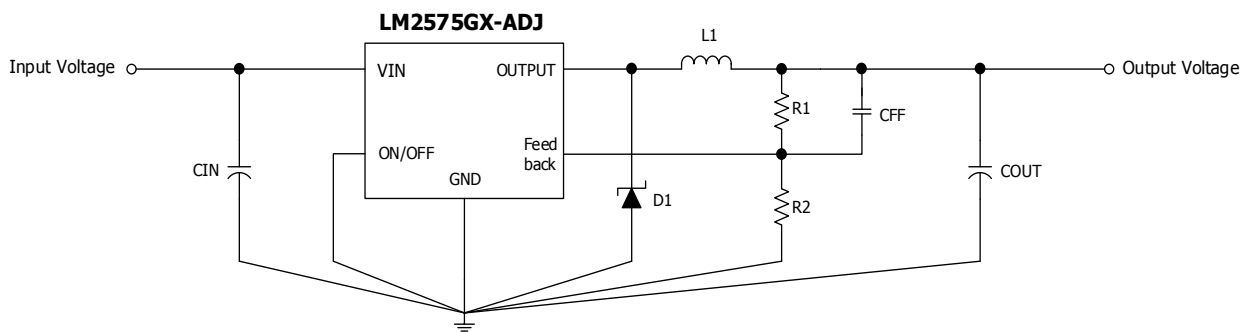 LM2575GX-ADJ
L1
Input Voltage
VIN
OUTPUT
Output Voltage
R1
CFF
ON/OFF
Feed
back
CIN
GND
COUT
D1
R2